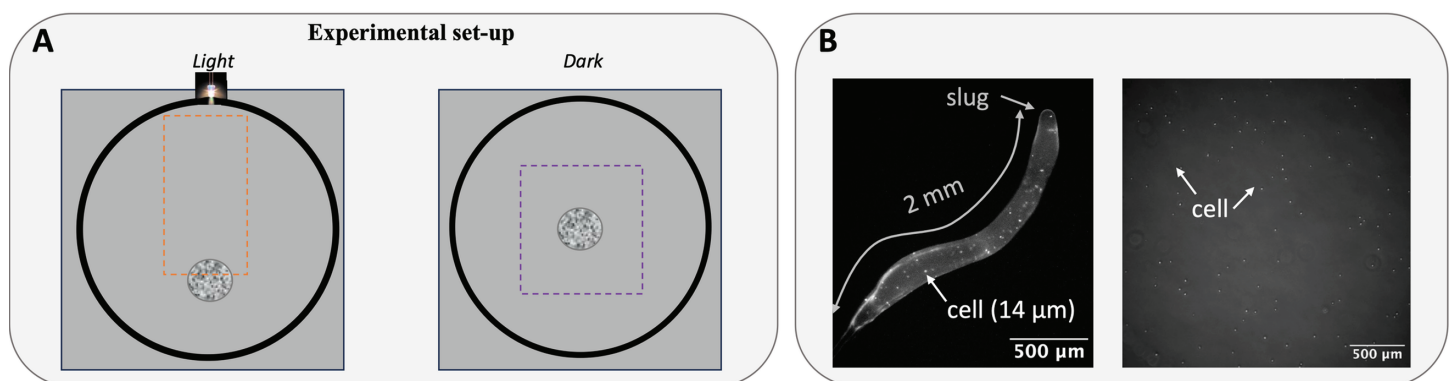 A
Experimental set-up
Light
Dark
B
slug
2 mm
cell (14 µm)
500 µm
cell
500 µm